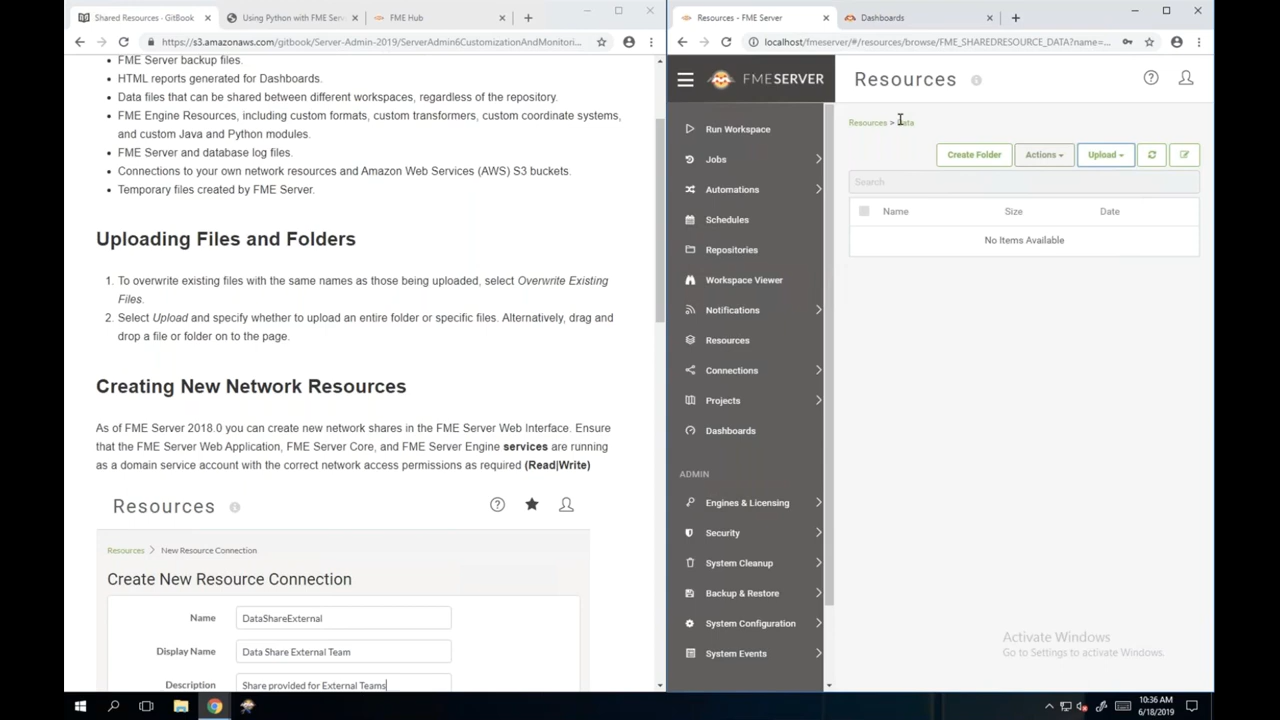 Shared Resources - GitBook
Using Python with FME Serv
FME Hub
https://s3.amazonaws.com/gitbook/Server-Admin-2019/ServerAdmin6CustomizationAndMonitori...
FME Server backup files.
HTML reports generated for Dashboards.
Data files that can be shared between different workspaces, regardless of the repository.
FME Engine Resources, including custom formats, custom transformers, custom coordinate systems,
and custom Java and Python modules.
FME Server and database log files.
Connections to your own network resources and Amazon Web Services (AWS) S3 buckets.
Temporary files created by FME Server.
Uploading Files and Folders
1. To overwrite existing files with the same names as those being uploaded, select Overwrite Existing
Files.
2. Select Upload and specify whether to upload an entire folder or specific files. Alternatively, drag and
drop a file or folder on to the page.
Creating New Network Resources
As of FME Server 2018.0 you can create new network shares in the FME Server Web Interface. Ensure
that the FME Server Web Application, FME Server Core, and FME Server Engine services are running
as a domain service account with the correct network access permissions as required (Read|Write)
Resources
Resources > New Resource Connection
Create New Resource Connection
Name DataShareExternal
Display Name Data Share External Team
Description Share provided for External Teams
Resources - FME Server
Dashboards
localhost/fmeserver/#/resources/browse/FME_SHAREDRESOURCE_DATA?name=...
FMESERVER
Resources
Run Workspace
Jobs
Automations
Schedules
Repositories
Workspace Viewer
Notifications
Resources
Connections
Projects
Dashboards
ADMIN
Engines & Licensing
Security
System Cleanup
Backup & Restore
System Configuration
System Events
Resources > Data
Create Folder Actions Upload
Search
Name Size Date
No Items Available
Activate Windows
Go to Settings to activate Windows.
10:36 AM
6/18/2019